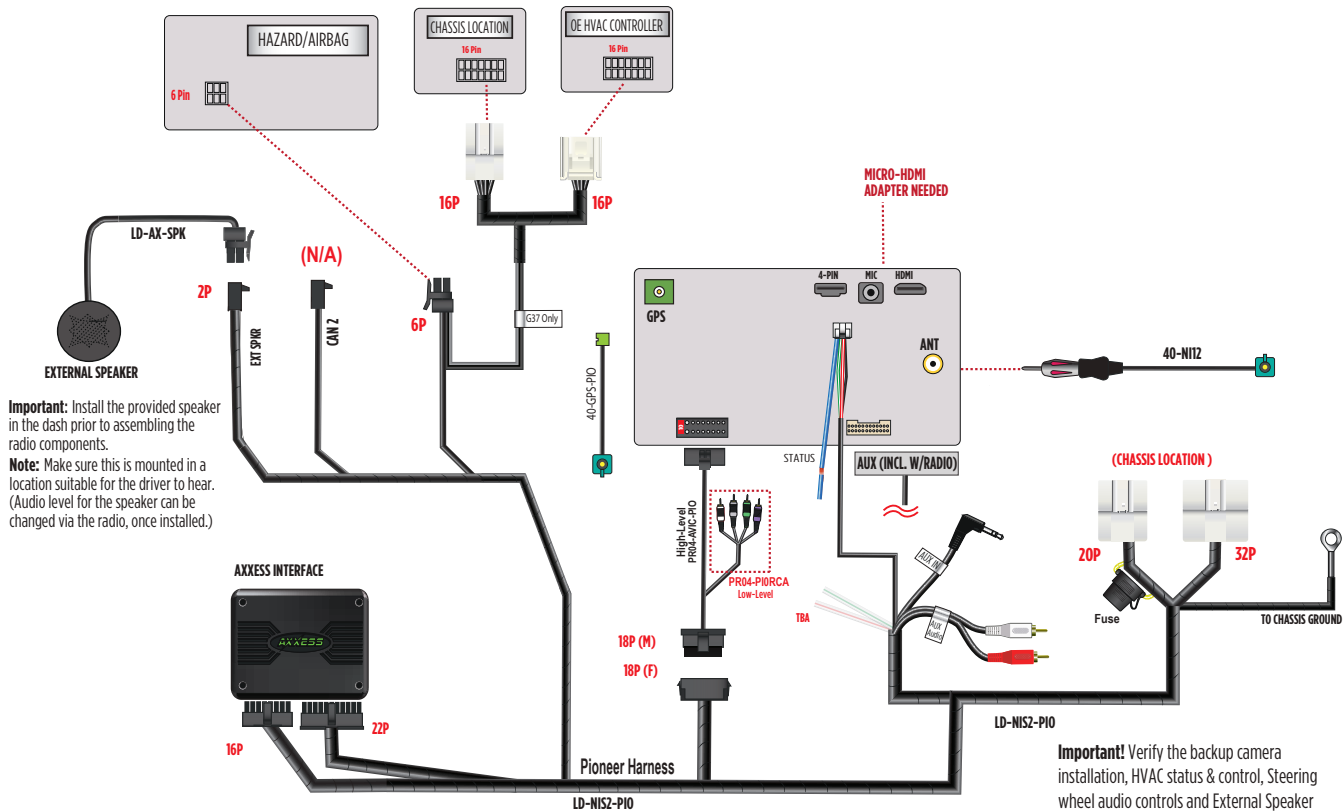 HAZARD/AIRBAG
6 Pin
CHASSIS LOCATION
16 Pin
OE HVAC CONTROLLER
16 Pin
16P
16P
LD-AX-SPK
(N/A)
2P
6P
EXT SPKR
CAN 2
G37 Only
EXTERNAL SPEAKER
Important: Install the provided speaker
in the dash prior to assembling the
radio components.
Note: Make sure this is mounted in a
location suitable for the driver to hear.
(Audio level for the speaker can be
changed via the radio, once installed.)
MICRO-HDMI
ADAPTER NEEDED
4-PIN
MIC
HDMI
GPS
ANT
40-NI12
40-GPS-PIO
STATUS
AUX (INCL. W/RADIO)
High-Level
PR04-AVIC-PIO
PR04-PIORCA
Low-Level
TBA
AUX IN
AUX
Audio
(CHASSIS LOCATION )
20P
32P
Fuse
TO CHASSIS GROUND
18P (M)
18P (F)
AXXESS INTERFACE
AXXESS
16P
22P
Pioneer Harness
LD-NIS2-PIO
LD-NIS2-PIO
Important! Verify the backup camera
installation, HVAC status & control, Steering
wheel audio controls and External Speaker